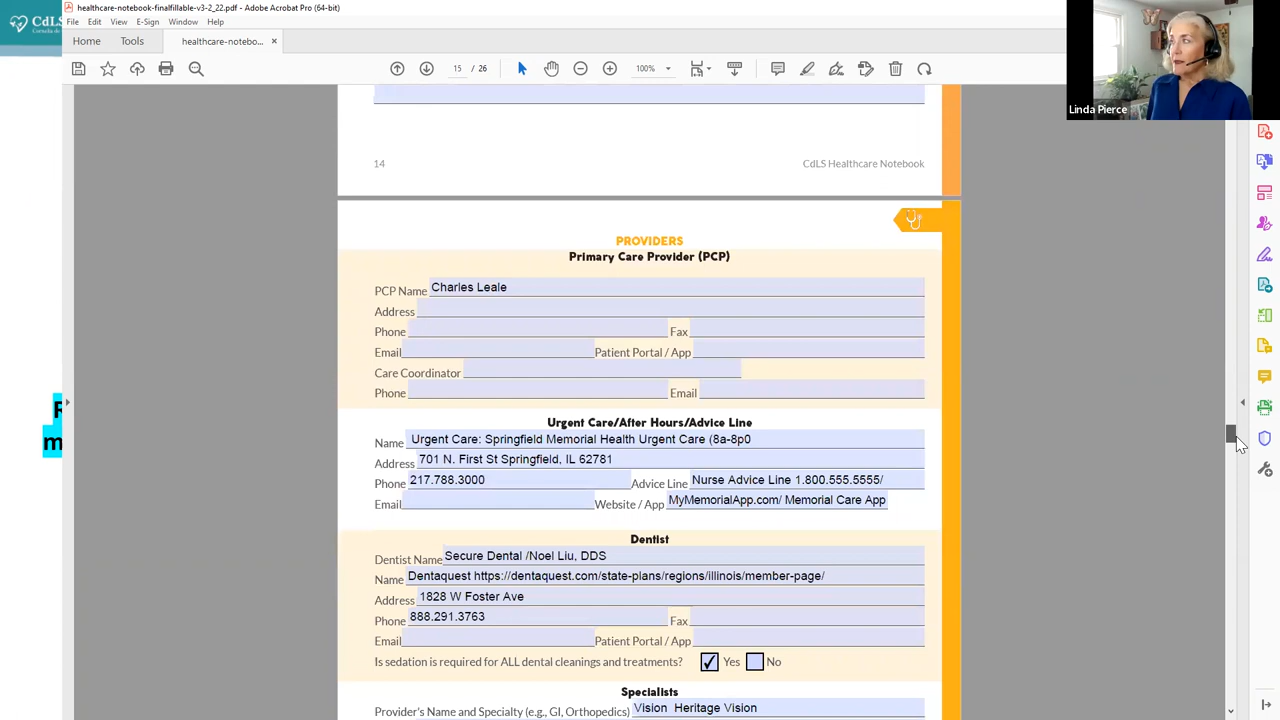 healthcare-notebook-finalfillable-v3-2_22.pdf - Adobe Acrobat Pro (64-bit)
CdLS
File Edit View E-Sign Window Help
Home Tools healthcare-notebo... ×
15 / 26 100%
Linda Pierce
14 CdLS Healthcare Notebook
PROVIDERS
Primary Care Provider (PCP)
PCP Name Charles Leale
Address
Phone Fax
Email Patient Portal / App
Care Coordinator
Phone Email
Urgent Care/After Hours/Advice Line
Name Urgent Care: Springfield Memorial Health Urgent Care (8a-8p0
Address 701 N. First St Springfield, IL 62781
Phone 217.788.3000 Advice Line Nurse Advice Line 1.800.555.5555/
Email Website / App MyMemorialApp.com/ Memorial Care App
Dentist
Dentist Name Secure Dental /Noel Liu, DDS
Name Dentaquest https://dentaquest.com/state-plans/regions/illinois/member-page/
Address 1828 W Foster Ave
Phone 888.291.3763 Fax
Email Patient Portal / App
Is sedation is required for ALL dental cleanings and treatments? Yes No
Specialists
Provider's Name and Specialty (e.g., GI, Orthopedics) Vision Heritage Vision